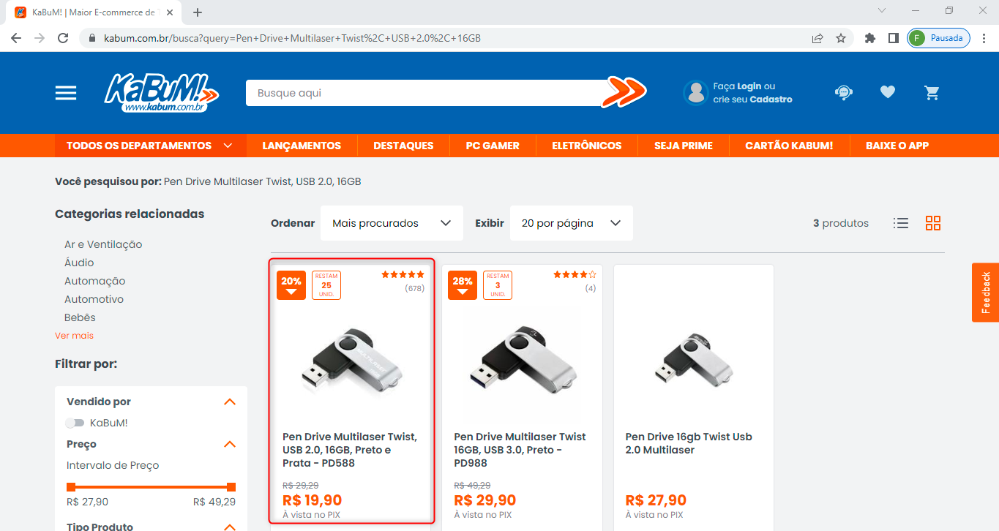 KaBuM! | Maior E-commerce de T
kabum.com.br/busca?query=Pen+Drive+Multilaser+Twist%2C+USB+2.0%2C+16GB
F Pausada
KaBuM!
www.kabum.com.br
Busque aqui
Faça Login ou
crie seu Cadastro
TODOS OS DEPARTAMENTOS LANÇAMENTOS DESTAQUES PC GAMER ELETRÔNICOS SEJA PRIME CARTÃO KABUM! BAIXE O APP
Você pesquisou por: Pen Drive Multilaser Twist, USB 2.0, 16GB
Categorias relacionadas
Ar e Ventilação
Áudio
Automação
Automotivo
Bebês
Ver mais
Filtrar por:
Vendido por
KaBuM!
Preço
Intervalo de Preço
R$ 27,90 R$ 49,29
Tipo Produto
Ordenar Mais procurados Exibir 20 por página 3 produtos
20%
RESTAM
25
UNID.
(678)
MULTILASER
Pen Drive Multilaser Twist,
USB 2.0, 16GB, Preto e
Prata - PD588
R$ 29,29
R$ 19,90
À vista no PIX
28%
RESTAM
3
UNID.
(4)
Pen Drive Multilaser Twist
16GB, USB 3.0, Preto -
PD988
R$ 49,29
R$ 29,90
À vista no PIX
Pen Drive 16gb Twist Usb
2.0 Multilaser
R$ 27,90
À vista no PIX
Feedback